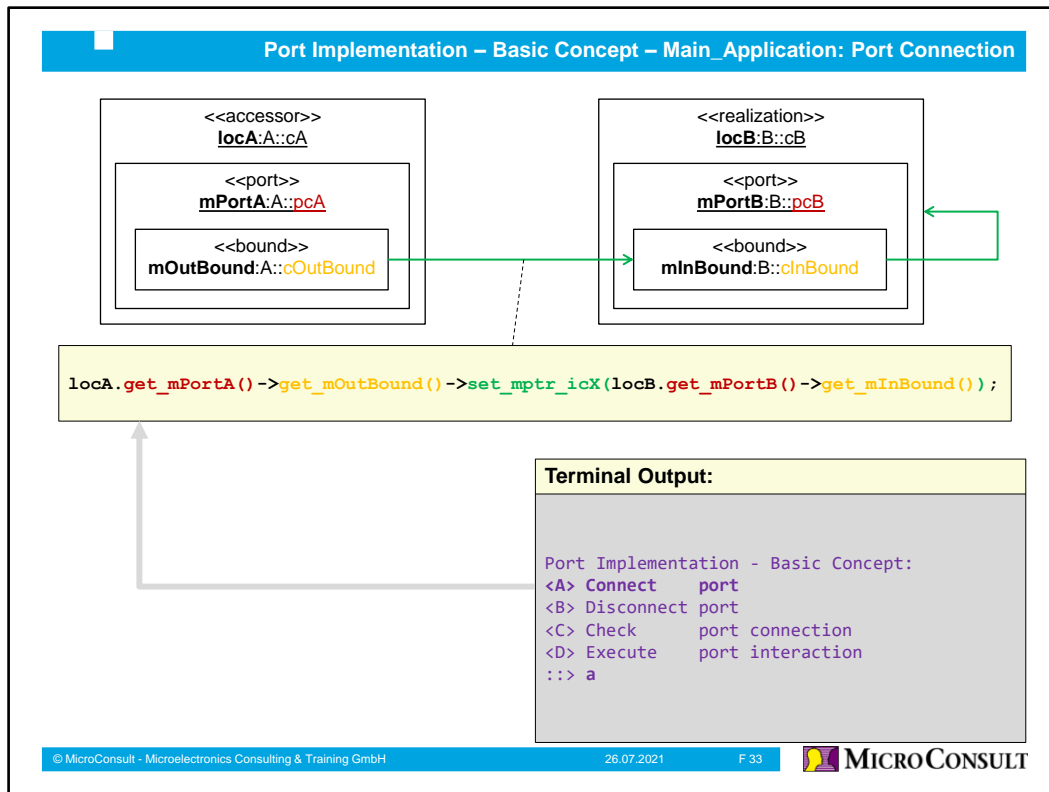 Port Implementation – Basic Concept – Main_Application: Port Connection
<<accessor>>
locA:A::cA
<<port>>
mPortA:A::pcA
<<bound>>
mOutBound:A::cOutBound
<<realization>>
locB:B::cB
<<port>>
mPortB:B::pcB
<<bound>>
mInBound:B::cInBound
locA.get_mPortA()->get_mOutBound()->set_mptr_icX(locB.get_mPortB()->get_mInBound());
Terminal Output:
Port Implementation - Basic Concept:
<A> Connect    port
<B> Disconnect port
<C> Check      port connection
<D> Execute    port interaction
::> a
© MicroConsult - Microelectronics Consulting & Training GmbH 26.07.2021 F 33 MICROCONSULT